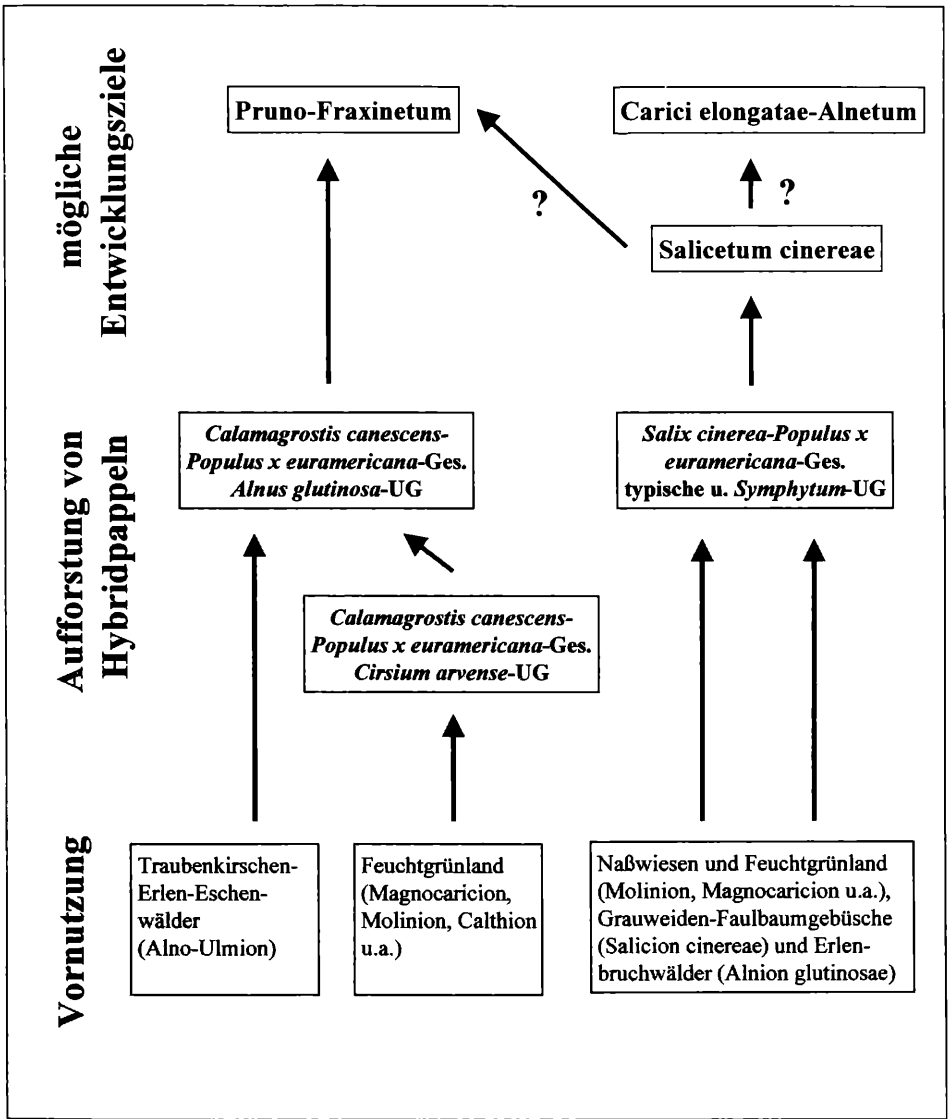 mögliche
Entwicklungsziele
Pruno-Fraxinetum
Carici elongatae-Alnetum
?
?
Salicetum cinereae
Aufforstung von
Hybridpappeln
Calamagrostis canescens-
Populus x euramericana-Ges.
Alnus glutinosa-UG
Salix cinerea-Populus x
euramericana-Ges.
typische u. Symphytum-UG
Calamagrostis canescens-
Populus x euramericana-Ges.
Cirsium arvense-UG
Vornutzung
Traubenkirschen-
Erlen-Eschen-
wälder
(Alno-Ulmion)
Feuchtgrünland
(Magnocaricion,
Molinion, Calthion
u.a.)
Naßwiesen und Feuchtgrünland
(Molinion, Magnocaricion u.a.),
Grauweiden-Faulbaumgebüsche
(Salicion cinereae) und Erlen-
bruchwälder (Alnion glutinosae)